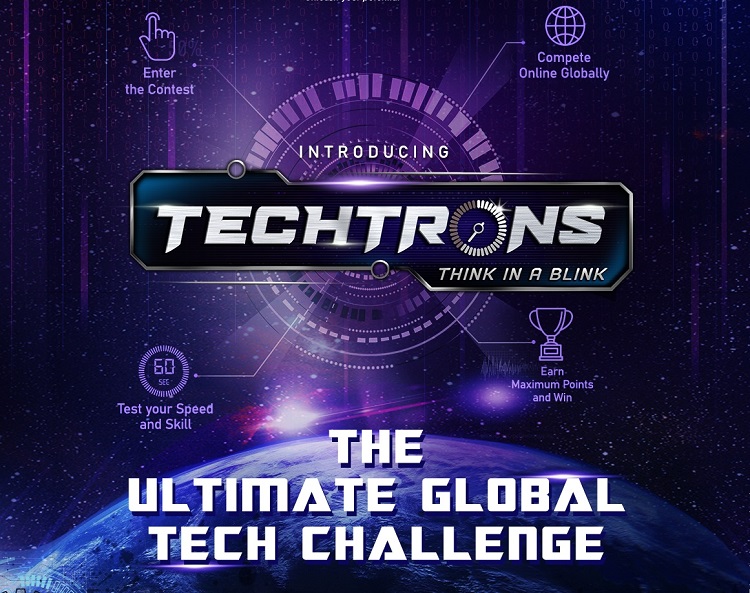 Enter
the Contest
Compete
Online Globally
INTRODUCING
TECHTRONS
THINK IN A BLINK
60
SEC
Test your Speed
and Skill
Earn
Maximum Points
and Win
THE
ULTIMATE GLOBAL
TECH CHALLENGE